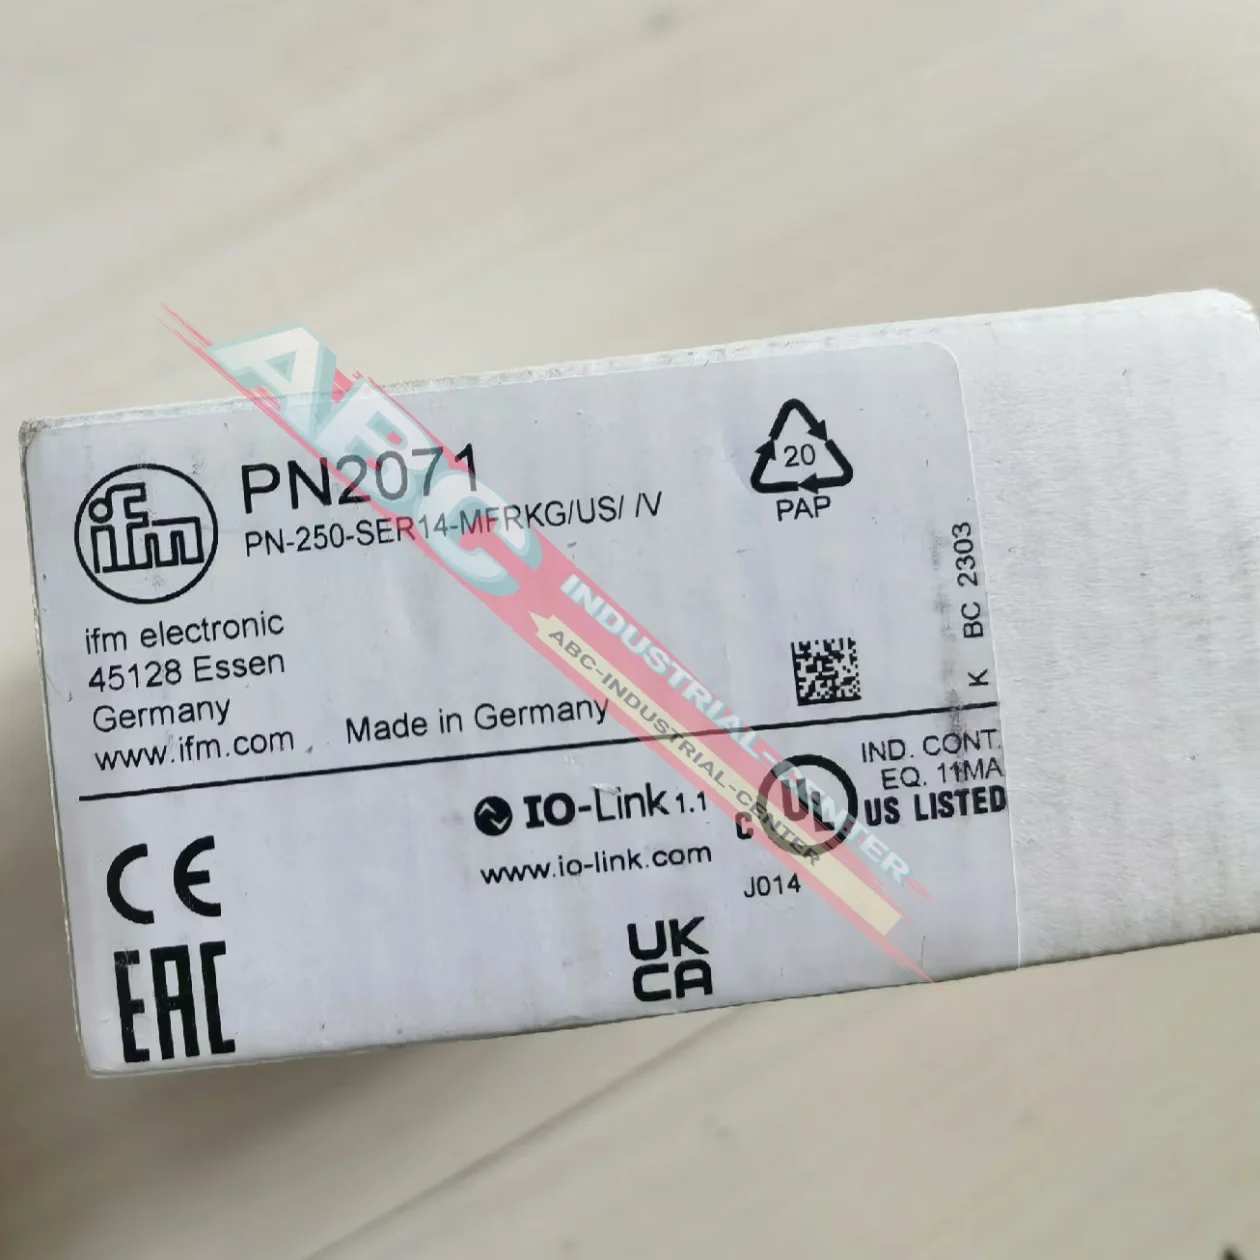 ifm
PN2071
PN-250-SER14-MFRKG/US/ /V
20
PAP
ifm electronic
45128 Essen
Germany
www.ifm.com
Made in Germany
K BC 2303
IO-Link 1.1
www.io-link.com
C UL US LISTED
IND. CONT.
EQ. 11MA
J014
CE
EAC
UK
CA
ABC
INDUSTRIAL-CENTER
ABC-INDUSTRIAL-CENTER